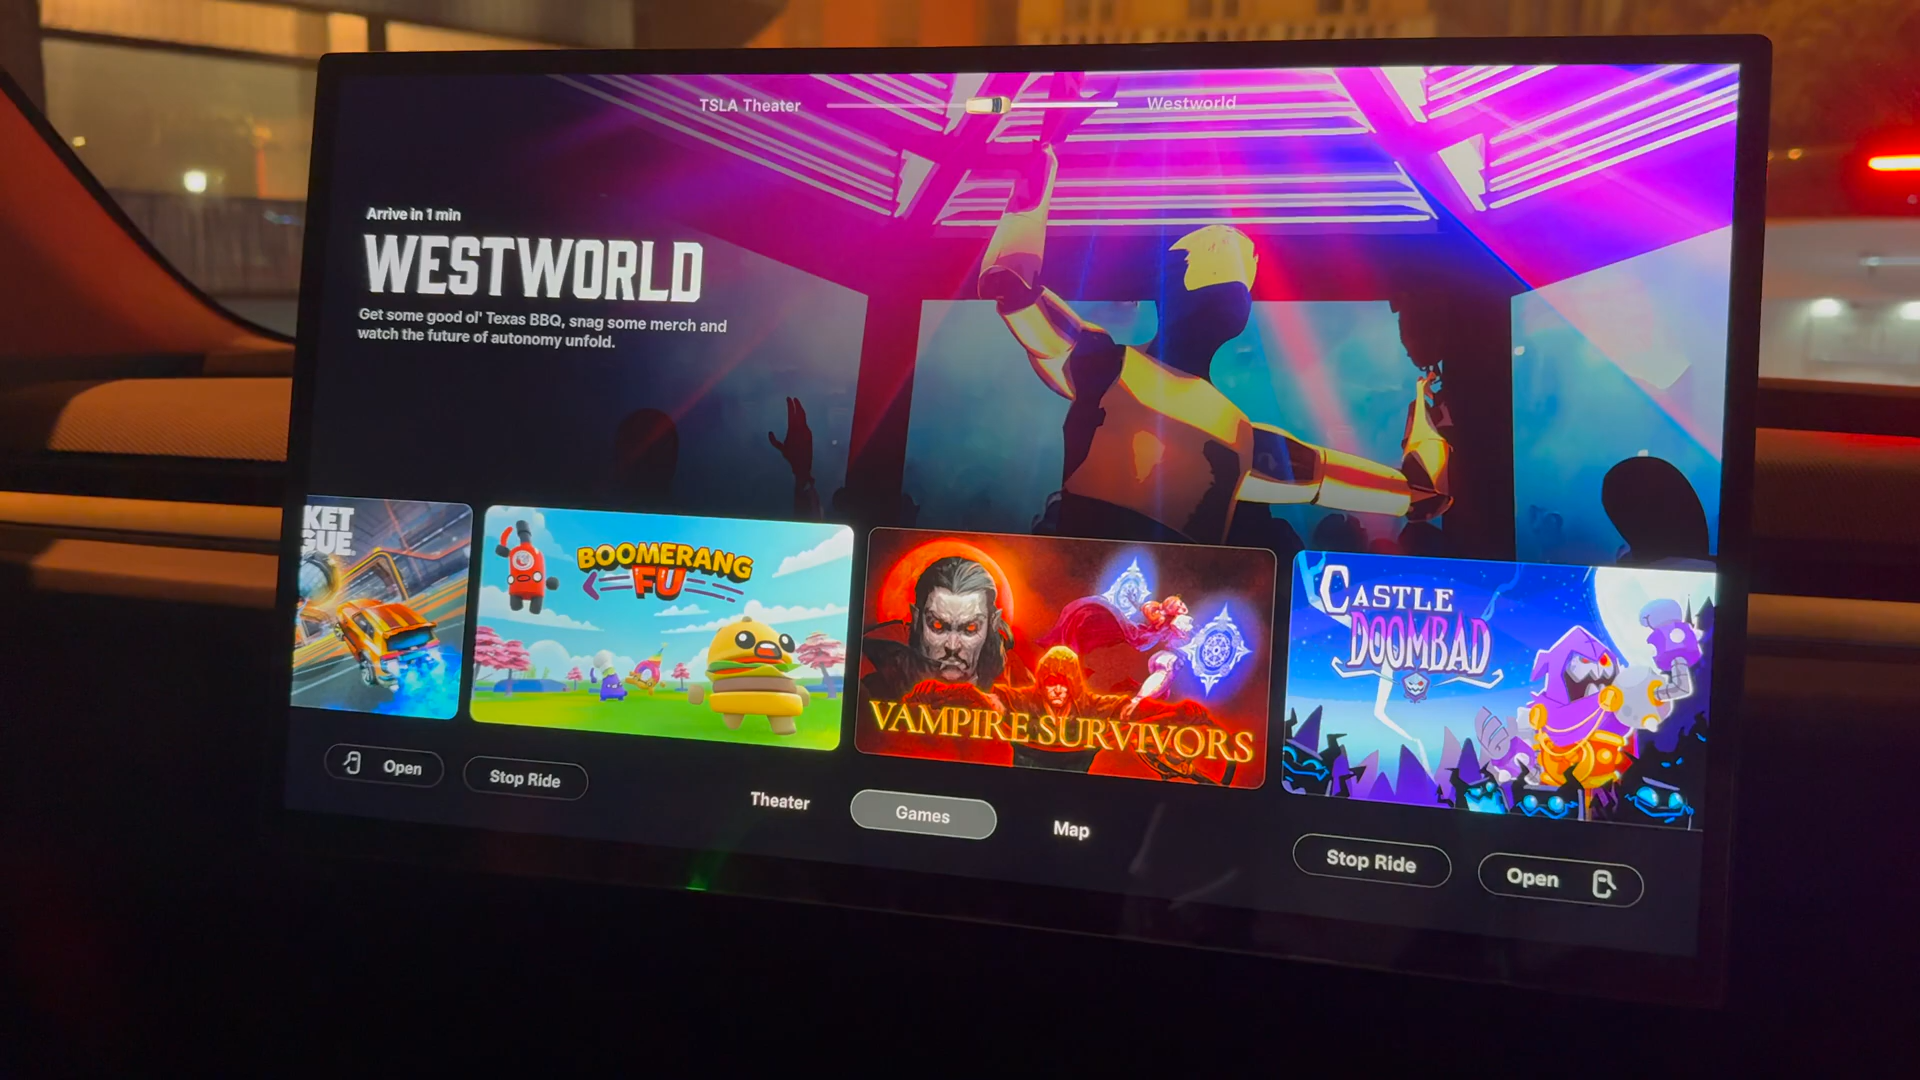 TSLA Theater
Westworld
Arrive in 1 min
WESTWORLD
Get some good ol' Texas BBQ, snag some merch and
watch the future of autonomy unfold.
KET
GUE
BOOMERANG
FU
VAMPIRE SURVIVORS
CASTLE
DOOMBAD
Open
Stop Ride
Theater
Games
Map
Stop Ride
Open